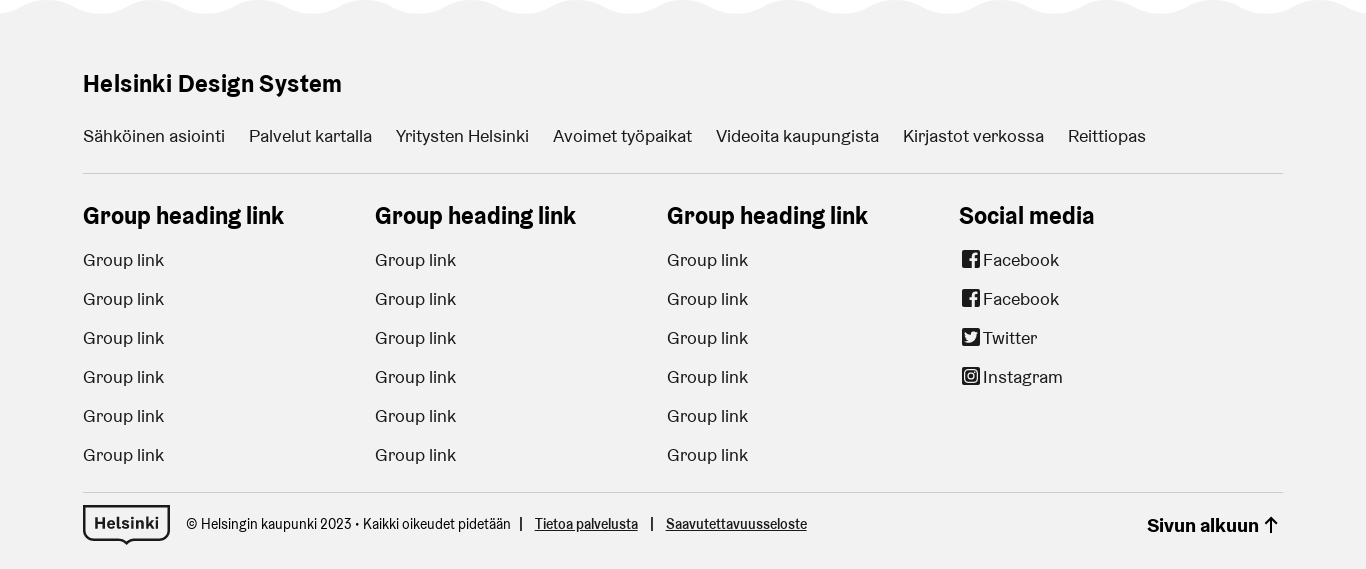 Helsinki Design System
Sähköinen asiointi Palvelut kartalla Yritysten Helsinki Avoimet työpaikat Videoita kaupungista Kirjastot verkossa Reittiopas
Group heading link
Group link
Group link
Group link
Group link
Group link
Group link
Group heading link
Group link
Group link
Group link
Group link
Group link
Group link
Group heading link
Group link
Group link
Group link
Group link
Group link
Group link
Social media
Facebook
Facebook
Twitter
Instagram
Helsinki © Helsingin kaupunki 2023 • Kaikki oikeudet pidetään | Tietoa palvelusta | Saavutettavuusseloste Sivun alkuun